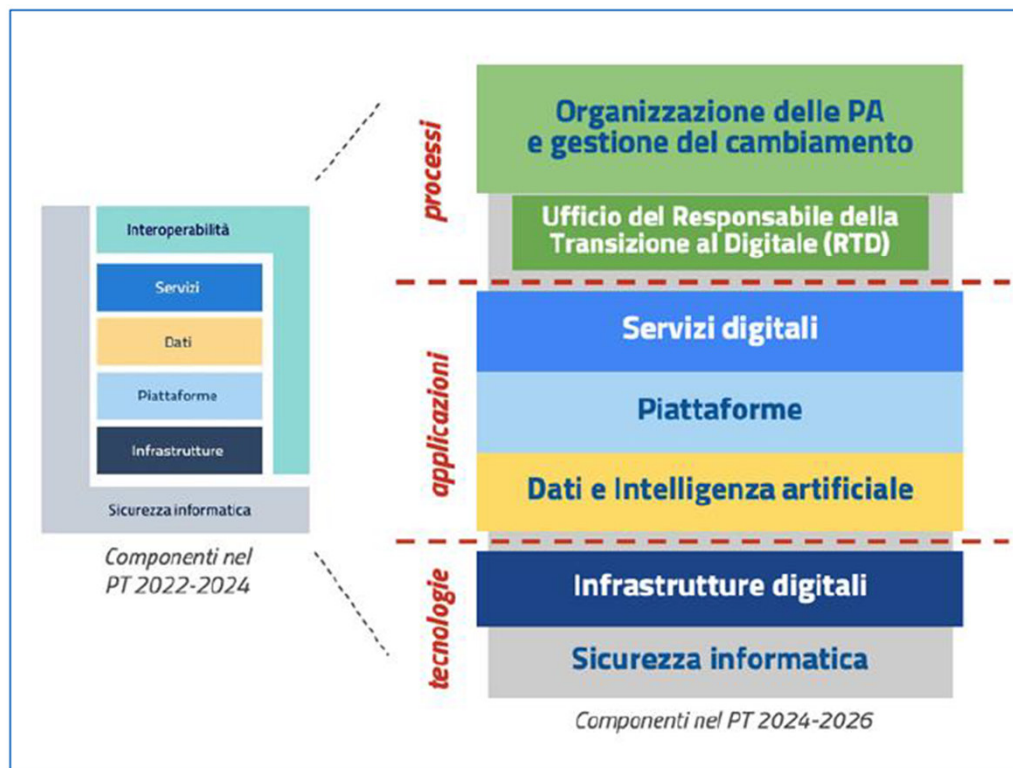 Interoperabilità
Servizi
Dati
Piattaforme
Infrastrutture
Sicurezza informatica
Componenti nel
PT 2022-2024
processi
Organizzazione delle PA
e gestione del cambiamento
Ufficio del Responsabile della
Transizione al Digitale (RTD)
applicazioni
Servizi digitali
Piattaforme
Dati e Intelligenza artificiale
tecnologie
Infrastrutture digitali
Sicurezza informatica
Componenti nel PT 2024-2026